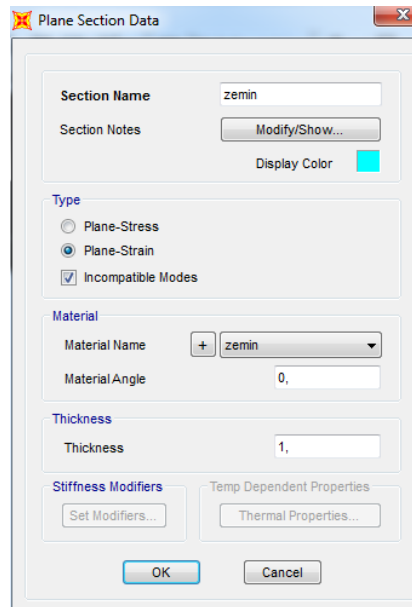 Plane Section Data
Section Name zemin
Section Notes Modify/Show...
Display Color
Type
Plane-Stress
Plane-Strain
Incompatible Modes
Material
Material Name + zemin
Material Angle 0,
Thickness
Thickness 1,
Stiffness Modifiers Temp Dependent Properties
Set Modifiers... Thermal Properties...
OK Cancel